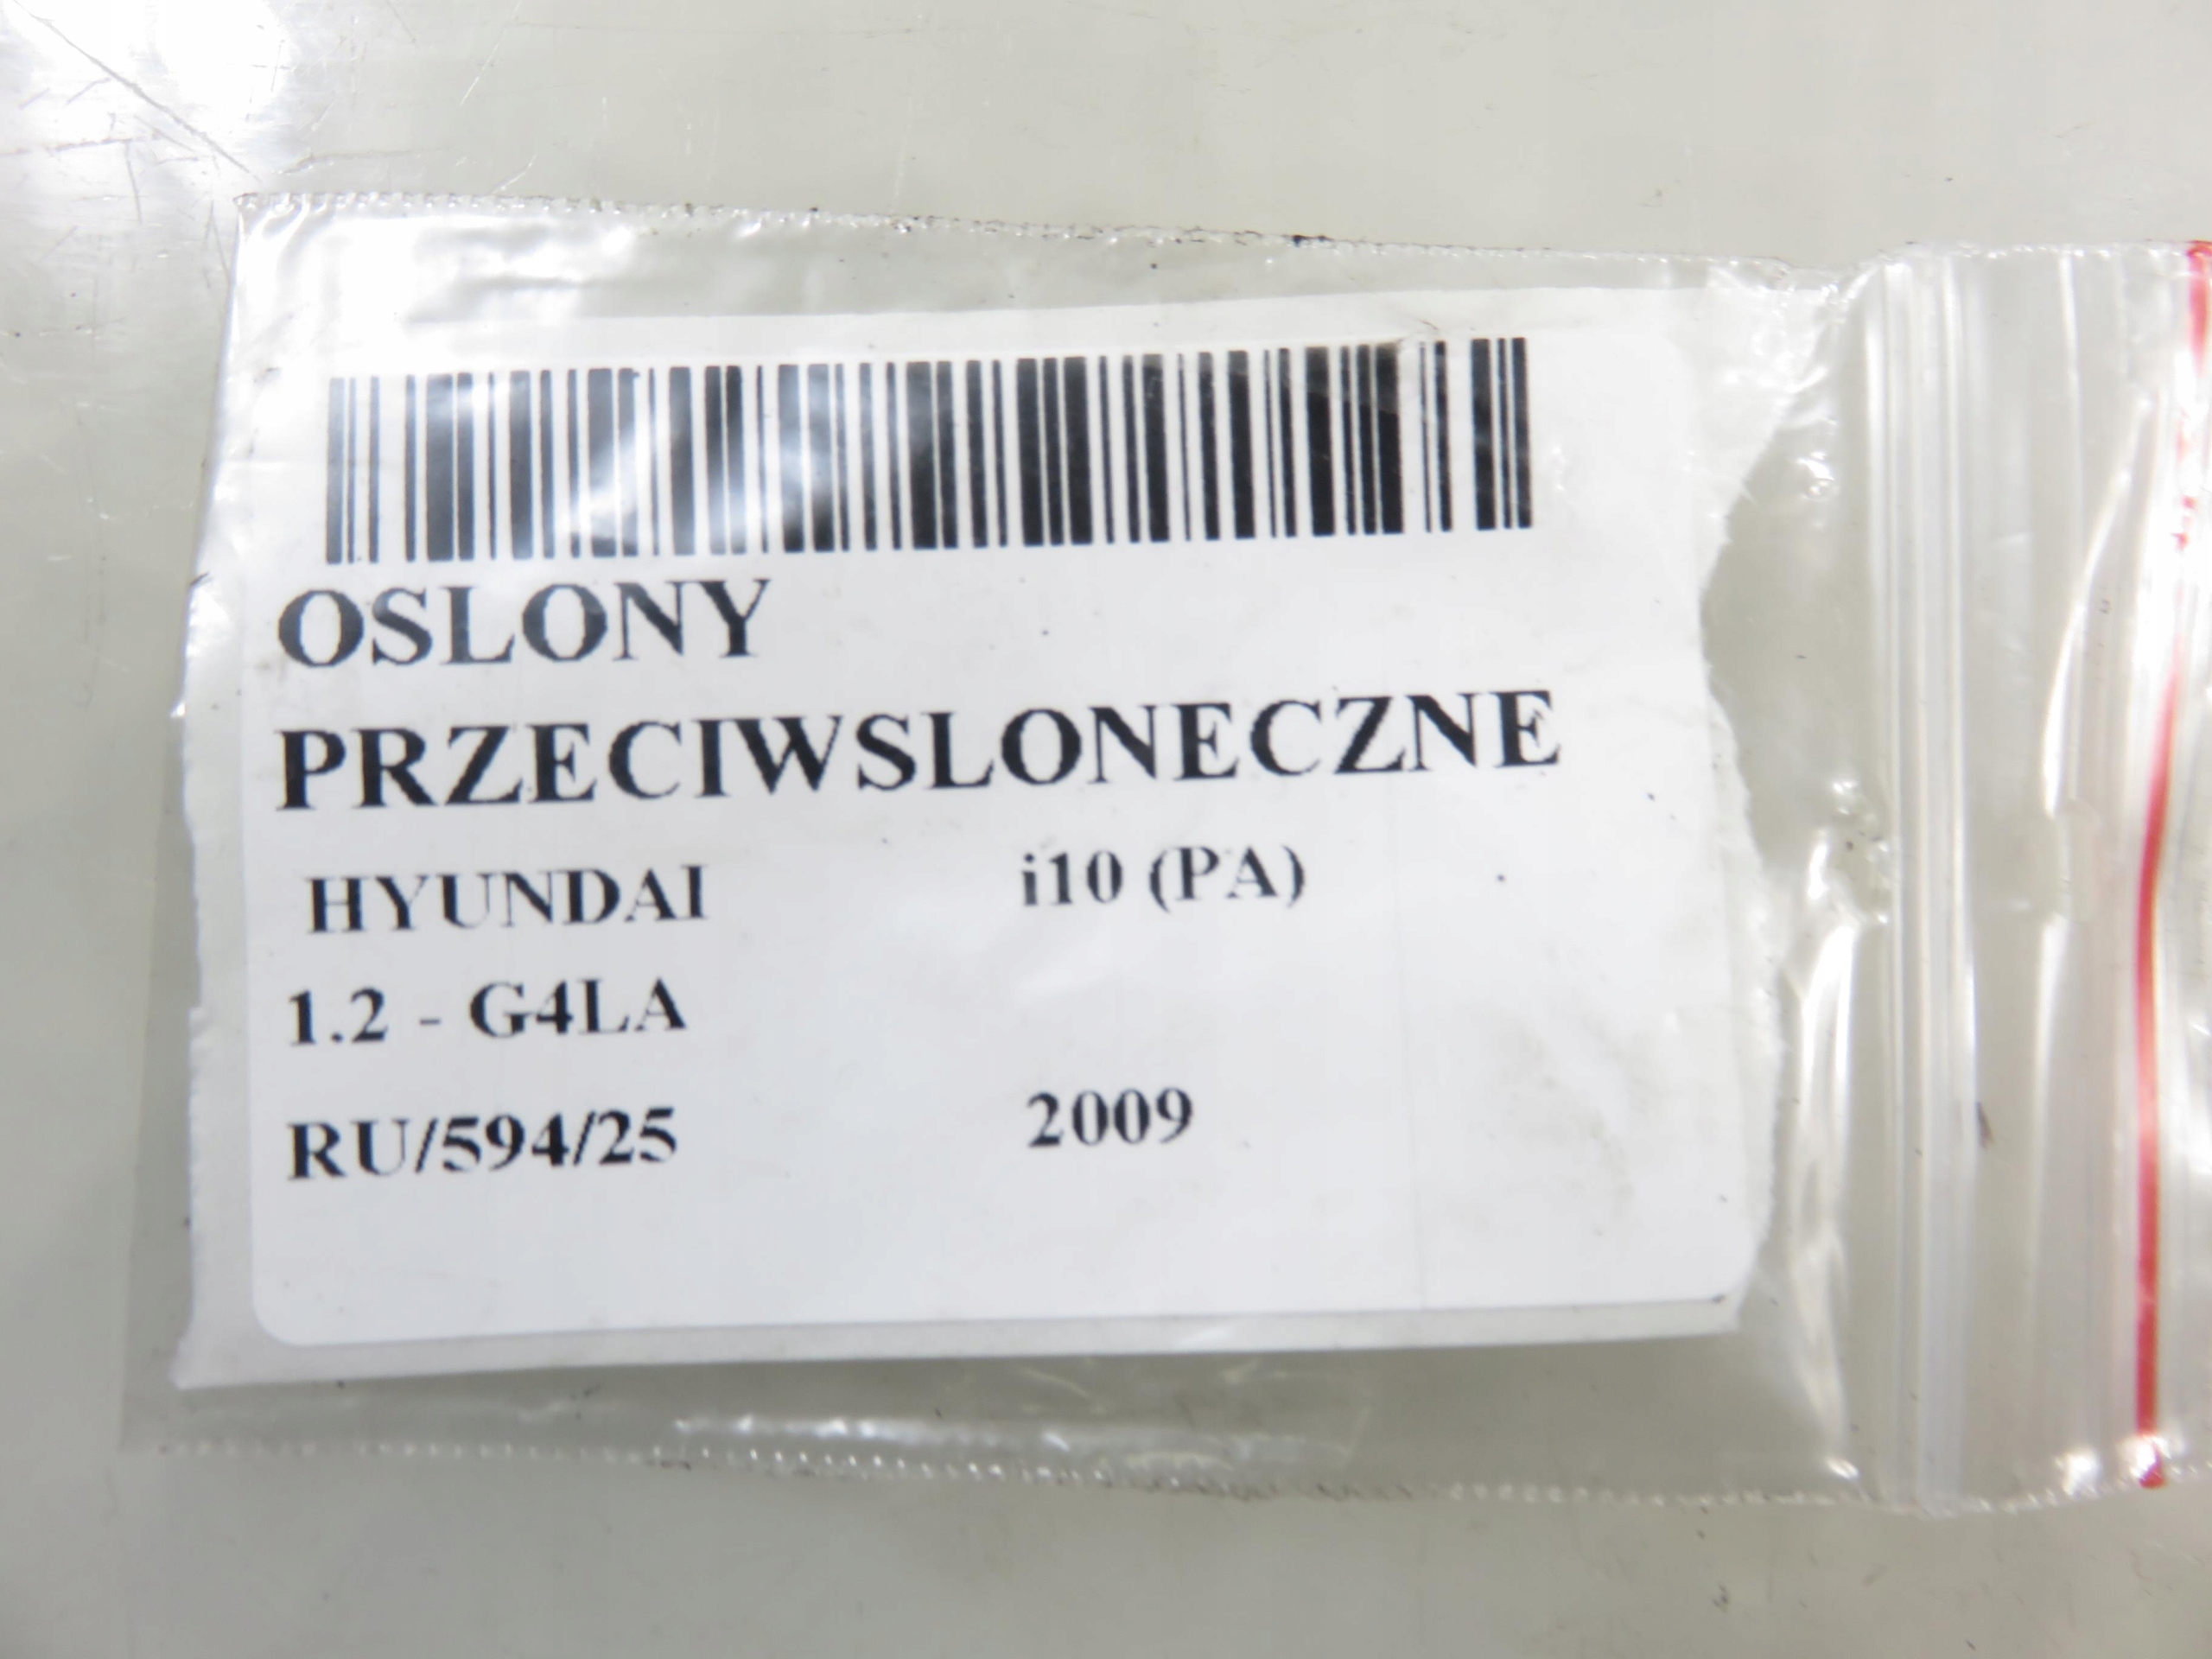 OSLONY
PRZECIWSLONECZNE
HYUNDAI i10 (PA)
1.2 - G4LA
RU/594/25 2009